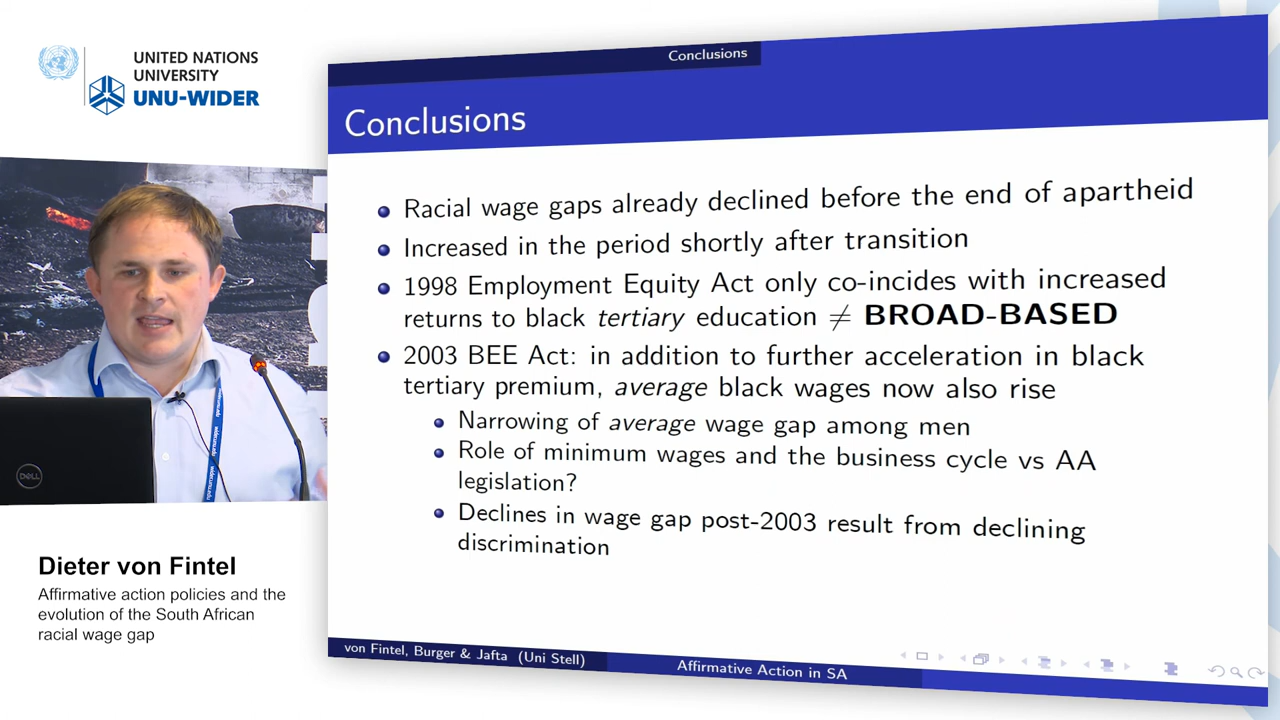 UNITED NATIONS
UNIVERSITY
UNU-WIDER
Conclusions
Conclusions
Racial wage gaps already declined before the end of apartheid
Increased in the period shortly after transition
1998 Employment Equity Act only co-incides with increased
returns to black tertiary education ≠ BROAD-BASED
2003 BEE Act: in addition to further acceleration in black
tertiary premium, average black wages now also rise
Narrowing of average wage gap among men
Role of minimum wages and the business cycle vs AA
legislation?
Declines in wage gap post-2003 result from declining
discrimination
DELL
Dieter von Fintel
Affirmative action policies and the
evolution of the South African
racial wage gap
von Fintel, Burger & Jafta (Uni Stell)
Affirmative Action in SA